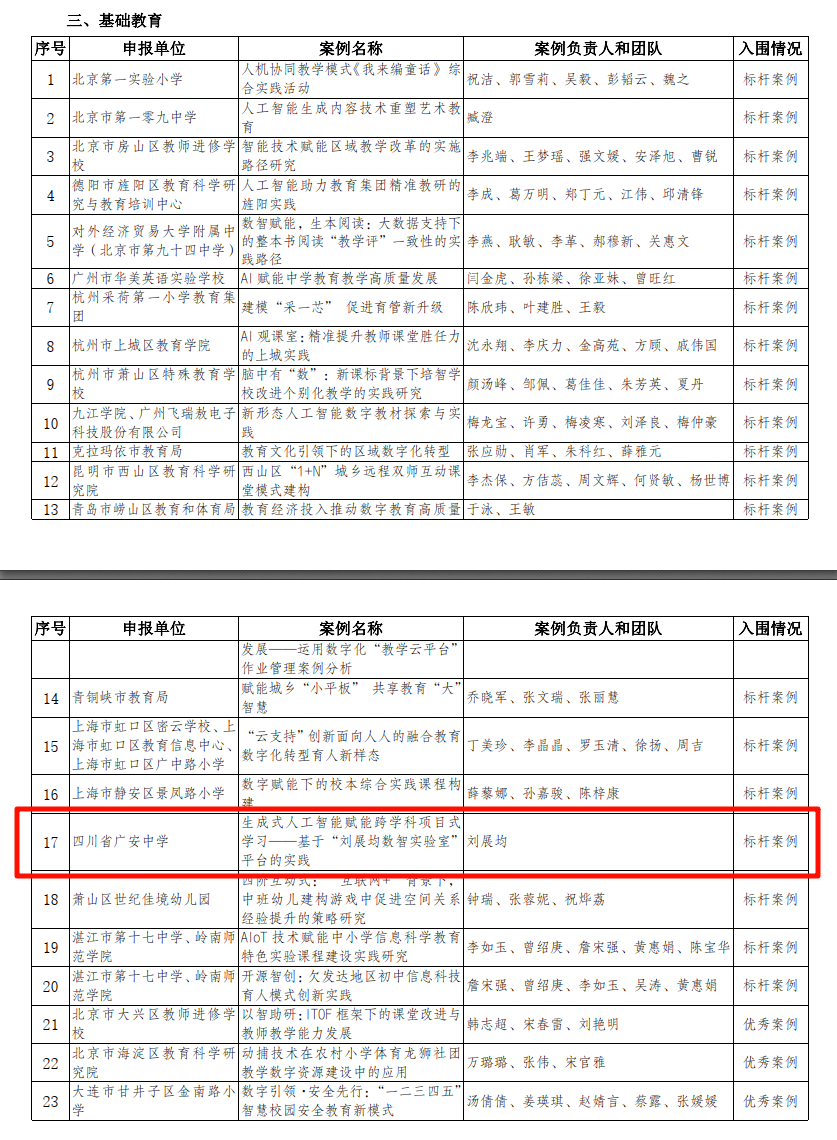 三、基础教育
序号 申报单位 案例名称 案例负责人和团队 入围情况
1 北京第一实验小学 人机协同教学模式《我来编童话》综
合实践活动 祝洁、郭雪莉、吴毅、彭韬云、魏之 标杆案例
2 北京市第一零九中学 人工智能生成内容技术重塑艺术教
育 臧澄 标杆案例
3 北京市房山区教师进修学
校 智能技术赋能区域教学改革的实施
路径研究 李兆端、王梦瑶、强文媛、安泽旭、曹锐 标杆案例
4 德阳市旌阳区教育科学研
究与教育培训中心 人工智能助力教育集团精准教研的
旌阳实践 李成、葛万明、郑丁元、江伟、邱清锋 标杆案例
5 对外经济贸易大学附属中
学（北京市第九十四中学） 数智赋能，生本阅读：大数据支持下
的整本书阅读“教学评”一致性的实
践路径 李燕、耿敏、李革、郝穆新、关惠文 标杆案例
6 广州市华美英语实验学校 AI 赋能中学教育教学高质量发展 闫金虎、孙栋梁、徐亚妹、曾旺红 标杆案例
7 杭州采荷第一小学教育集
团 建模“采一芯” 促进育管新升级 陈欣玮、叶建胜、王毅 标杆案例
8 杭州市上城区教育学院 AI 观课室：精准提升教师课堂胜任力
的上城实践 沈永翔、李庆力、金高苑、方顾、戚伟国 标杆案例
9 杭州市萧山区特殊教育学
校 脑中有“数”：新课标背景下培智学
校改进个别化教学的实践研究 颜汤峰、邹佩、葛佳佳、朱芳英、夏丹 标杆案例
10 九江学院、广州飞瑞敖电子
科技股份有限公司 新形态人工智能数字教材探索与实
践 梅龙宝、许勇、梅凌寒、刘泽良、梅仲豪 标杆案例
11 克拉玛依市教育局 教育文化引领下的区域数字化转型 张应勋、肖军、朱科红、薛雅元 标杆案例
12 昆明市西山区教育科学研
究院 西山区“1+N”城乡远程双师互动课
堂模式建构 李杰保、方佶蕊、周文辉、何贤敏、杨世博 标杆案例
13 青岛市崂山区教育和体育局 教育经济投入推动数字教育高质量 于泳、王敏 标杆案例
序号 申报单位 案例名称 案例负责人和团队 入围情况
发展——运用数字化“教学云平台”
作业管理案例分析
14 青铜峡市教育局 赋能城乡“小平板” 共享教育“大”
智慧 乔晓军、张文瑞、张丽慧 标杆案例
15 上海市虹口区密云学校、上
海市虹口区教育信息中心、
上海市虹口区广中路小学 “云支持”创新面向人人的融合教育
数字化转型育人新样态 丁美珍、李晶晶、罗玉清、徐扬、周吉 标杆案例
16 上海市静安区景凤路小学 数字赋能下的校本综合实践课程构
建 薛藜娜、孙嘉骏、陈梓康 标杆案例
17 四川省广安中学 生成式人工智能赋能跨学科项目式
学习——基于“刘展均数智实验室”
平台的实践 刘展均 标杆案例
18 萧山区世纪佳境幼儿园 四阶互动式：“互联网+”背景下，
中班幼儿建构游戏中促进空间关系
经验提升的策略研究 钟瑞、张蓉妮、祝烨荔 标杆案例
19 湛江市第十七中学、岭南师
范学院 AIoT 技术赋能中小学信息科学教育
特色实验课程建设实践研究 李如玉、曾绍庚、詹宋强、黄惠娟、陈宝华 标杆案例
20 湛江市第十七中学、岭南师
范学院 开源智创：欠发达地区初中信息科技
育人模式创新实践 詹宋强、曾绍庚、李如玉、吴涛、黄惠娟 标杆案例
21 北京市大兴区教师进修学
校 以智助研：ITOF 框架下的课堂改进与
教师教学能力发展 韩志超、宋春雷、刘艳明 优秀案例
22 北京市海淀区教育科学研
究院 动捕技术在农村小学体育龙狮社团
教学数字资源建设中的应用 万璐璐、张伟、宋官雅 优秀案例
23 大连市甘井子区金南路小
学 数字引领·安全先行：“一二三四五”
智慧校园安全教育新模式 汤倩倩、姜瑛琪、赵婧言、蔡露、张媛媛 优秀案例